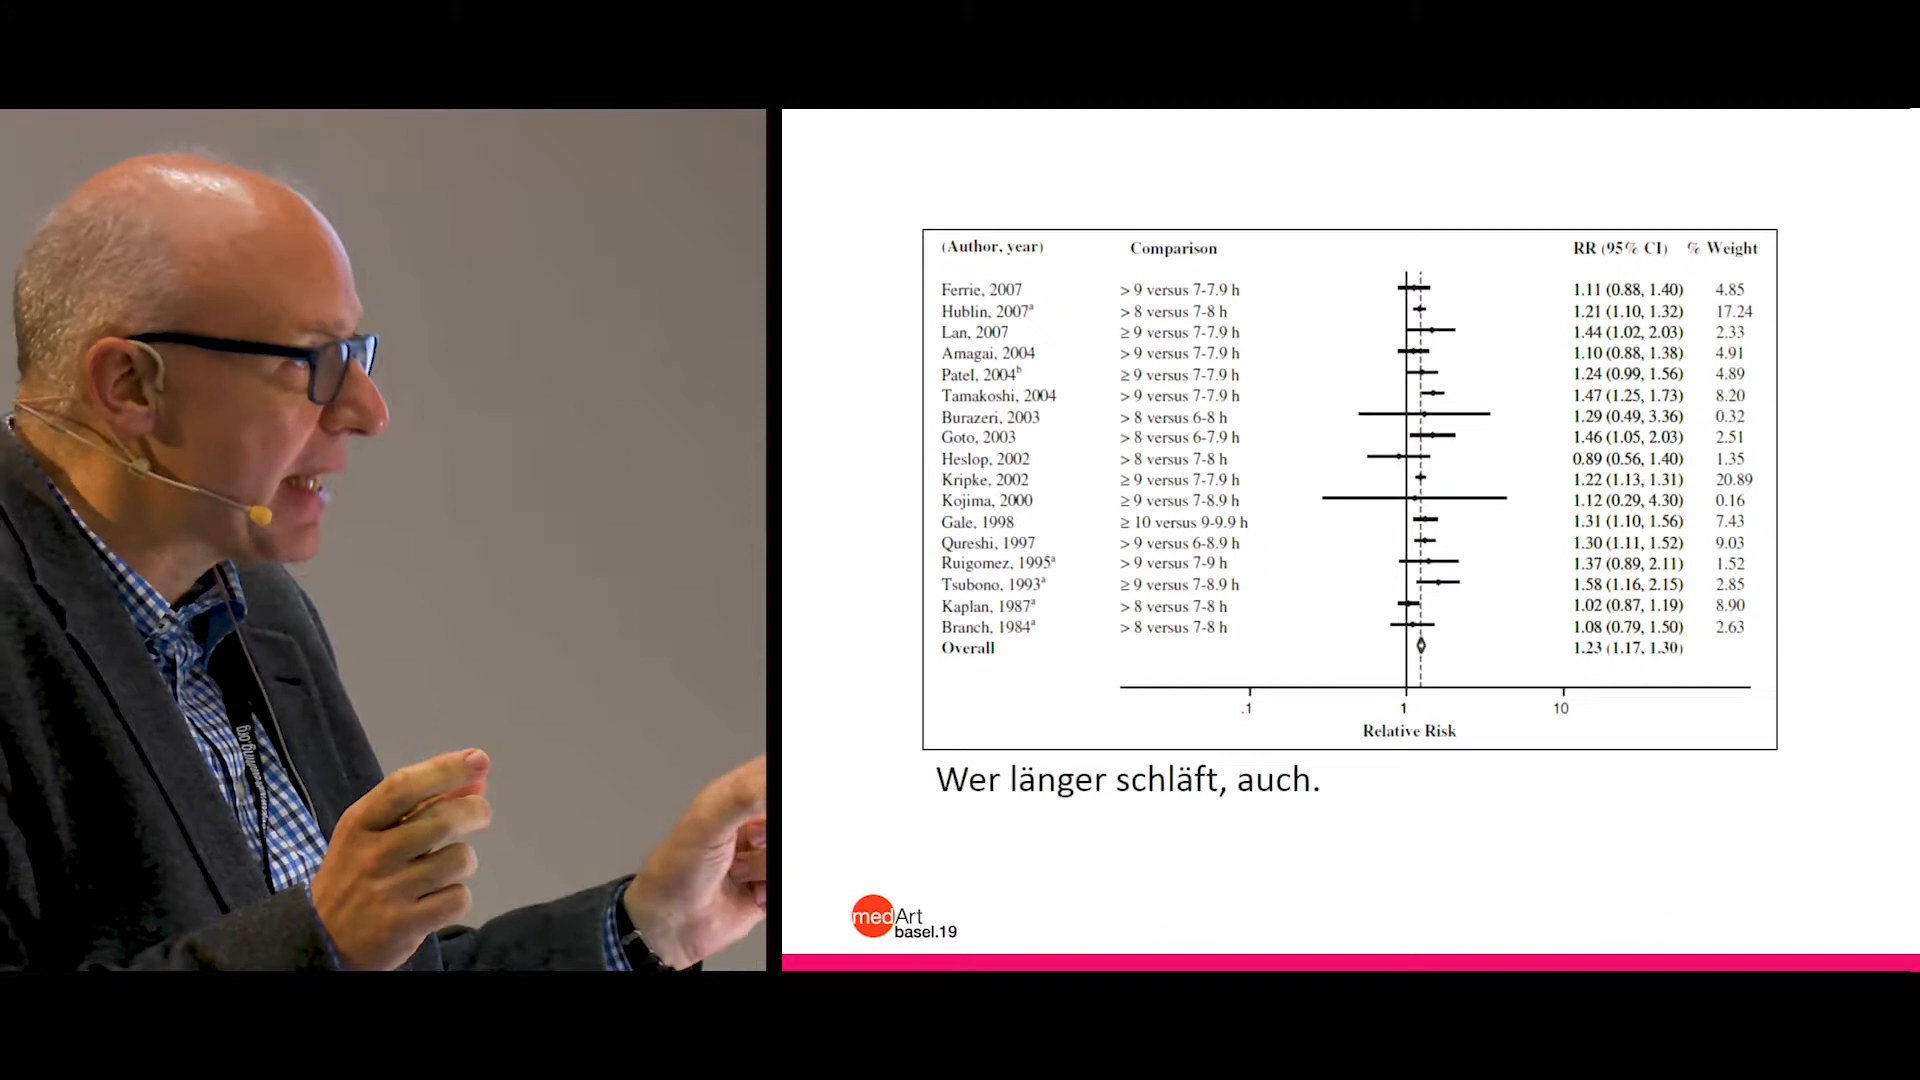 (Author, year) Comparison RR (95% CI) % Weight
Ferrie, 2007 > 9 versus 7-7.9 h 1.11 (0.88, 1.40) 4.85
Hublin, 2007ª > 8 versus 7-8 h 1.21 (1.10, 1.32) 17.24
Lan, 2007 ≥ 9 versus 7-7.9 h 1.44 (1.02, 2.03) 2.33
Amagai, 2004 > 9 versus 7-7.9 h 1.10 (0.88, 1.38) 4.91
Patel, 2004ᵇ ≥ 9 versus 7-7.9 h 1.24 (0.99, 1.56) 4.89
Tamakoshi, 2004 > 9 versus 7-7.9 h 1.47 (1.25, 1.73) 8.20
Burazeri, 2003 > 8 versus 6-8 h 1.29 (0.49, 3.36) 0.32
Goto, 2003 > 8 versus 6-7.9 h 1.46 (1.05, 2.03) 2.51
Heslop, 2002 > 8 versus 7-8 h 0.89 (0.56, 1.40) 1.35
Kripke, 2002 ≥ 9 versus 7-7.9 h 1.22 (1.13, 1.31) 20.89
Kojima, 2000 ≥ 9 versus 7-8.9 h 1.12 (0.29, 4.30) 0.16
Gale, 1998 ≥ 10 versus 9-9.9 h 1.31 (1.10, 1.56) 7.43
Qureshi, 1997 > 9 versus 6-8.9 h 1.30 (1.11, 1.52) 9.03
Ruigomez, 1995ª > 9 versus 7-9 h 1.37 (0.89, 2.11) 1.52
Tsubono, 1993ª ≥ 9 versus 7-8.9 h 1.58 (1.16, 2.15) 2.85
Kaplan, 1987ª > 8 versus 7-8 h 1.02 (0.87, 1.19) 8.90
Branch, 1984ª > 8 versus 7-8 h 1.08 (0.79, 1.50) 2.63
Overall 1.23 (1.17, 1.30)
.1 1 10
Relative Risk
Wer länger schläft, auch.
medArt
basel.19